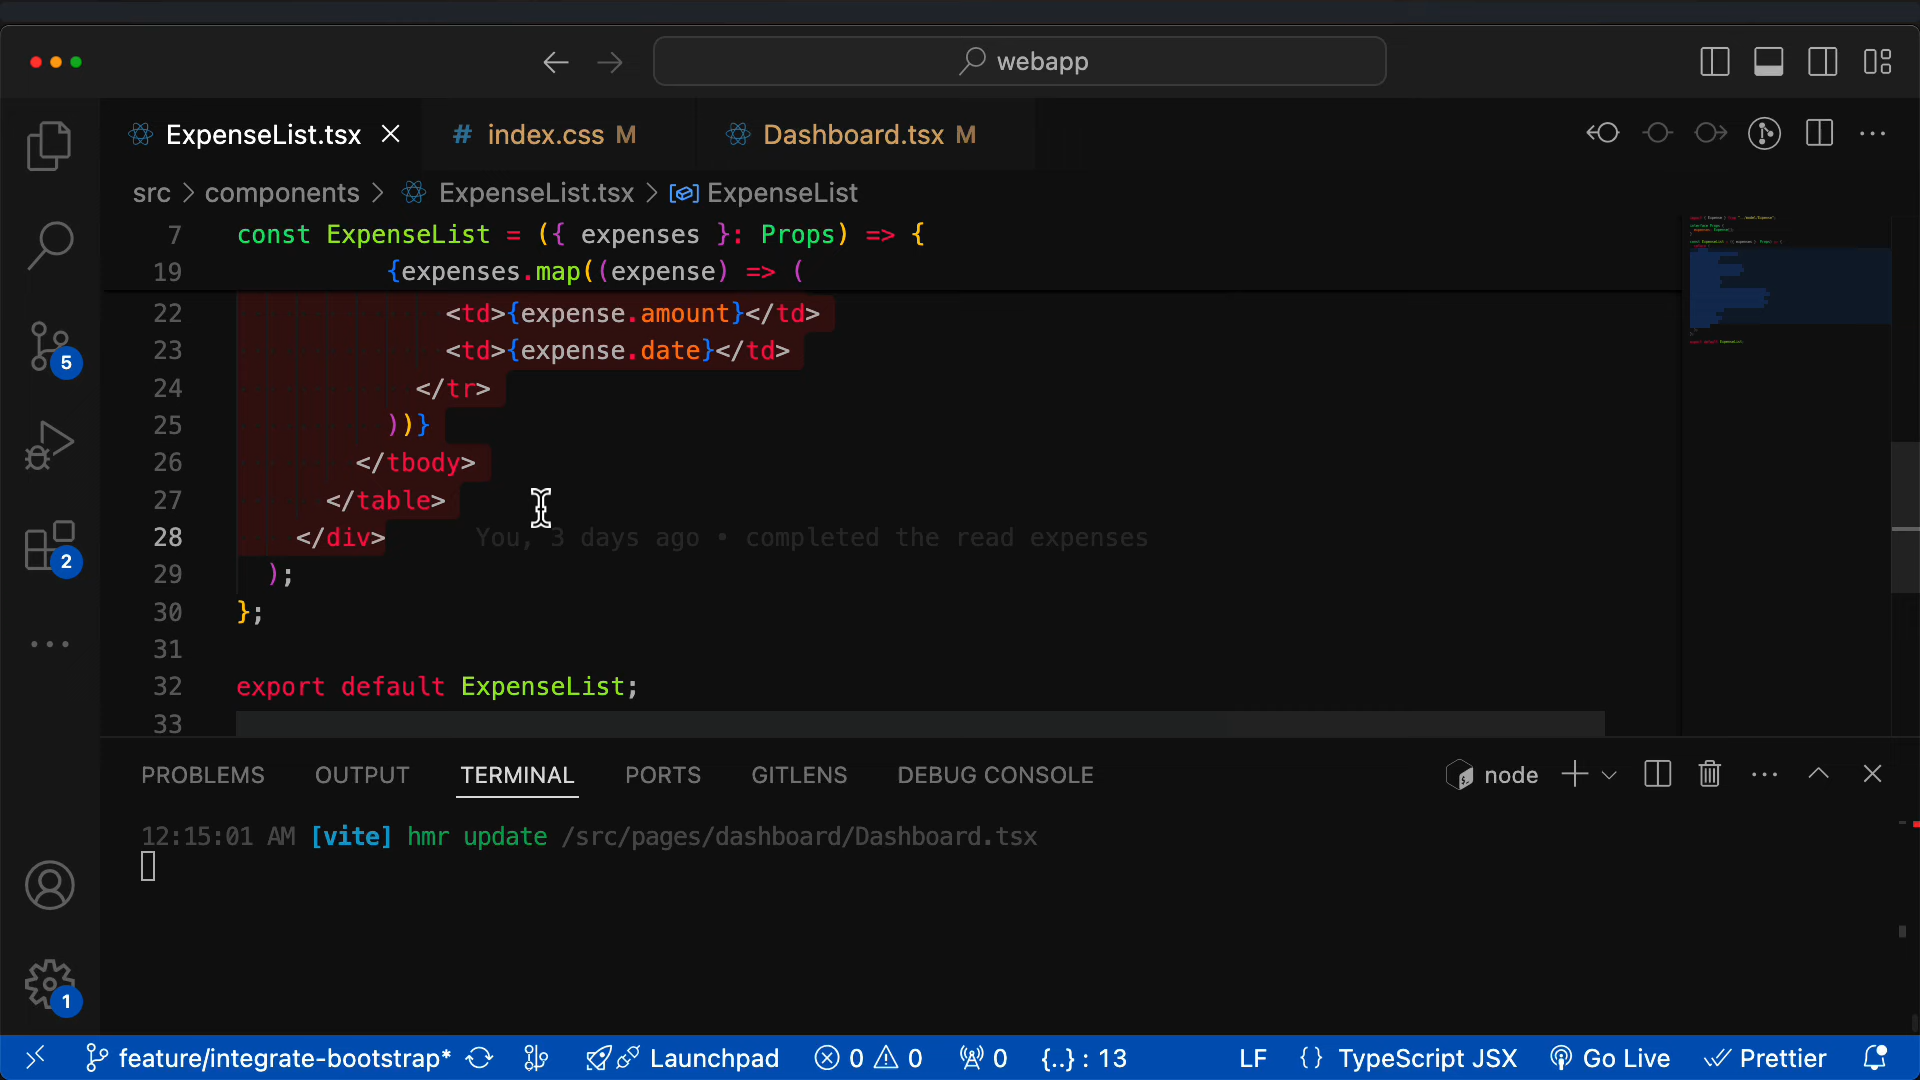 webapp
ExpenseList.tsx
# index.css M
Dashboard.tsx M
src > components > ExpenseList.tsx > ExpenseList
7 const ExpenseList = ({ expenses }: Props) => {
19 {expenses.map((expense) => (
22 <td>{expense.amount}</td>
23 <td>{expense.date}</td>
24 </tr>
25 ))}
26 </tbody>
27 </table>
28 </div> You, 3 days ago • completed the read expenses
29 );
30 };
31
32 export default ExpenseList;
33
5
2
1
PROBLEMS OUTPUT TERMINAL PORTS GITLENS DEBUG CONSOLE
node
12:15:01 AM [vite] hmr update /src/pages/dashboard/Dashboard.tsx
feature/integrate-bootstrap* Launchpad 0 0 0 {..} : 13 LF {} TypeScript JSX Go Live Prettier